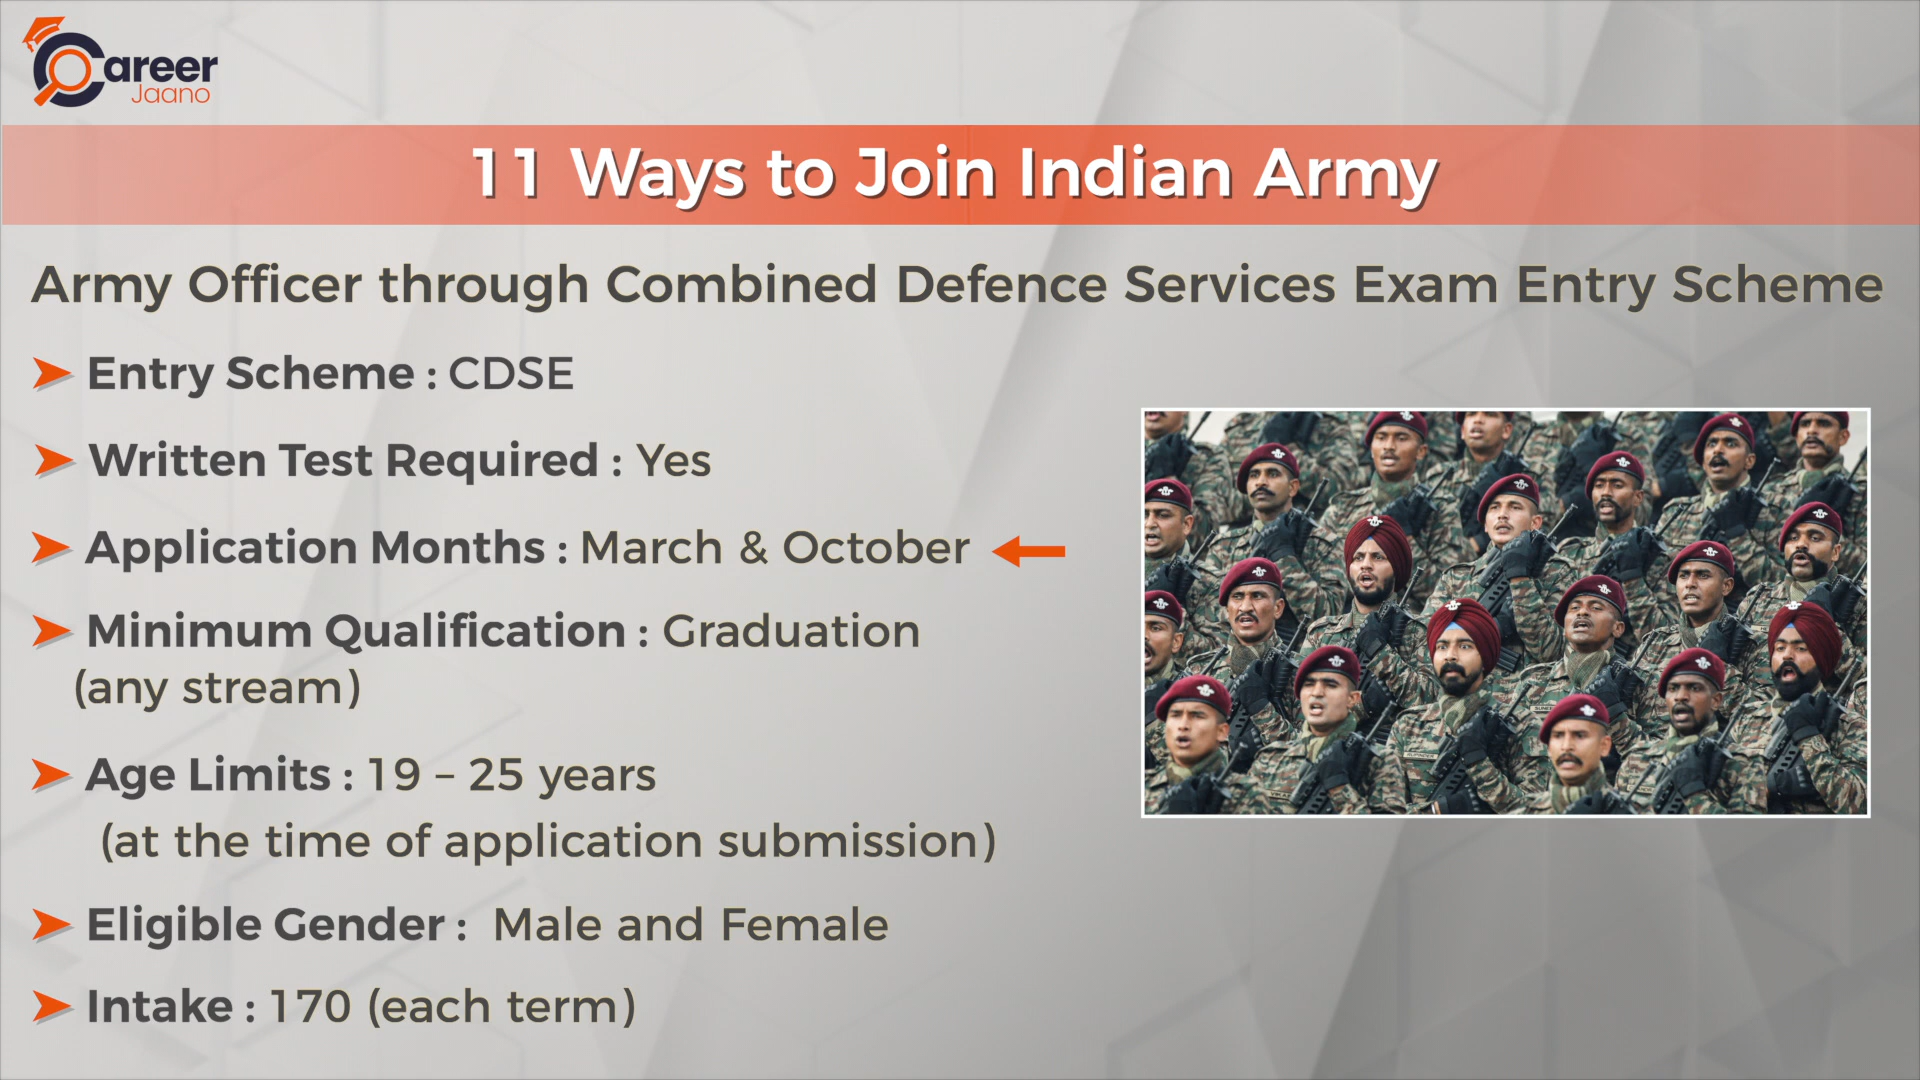 Career
Jaano
11 Ways to Join Indian Army
Army Officer through Combined Defence Services Exam Entry Scheme
Entry Scheme : CDSE
Written Test Required : Yes
Application Months : March & October
Minimum Qualification : Graduation
(any stream)
Age Limits : 19 – 25 years
(at the time of application submission)
Eligible Gender : Male and Female
Intake : 170 (each term)